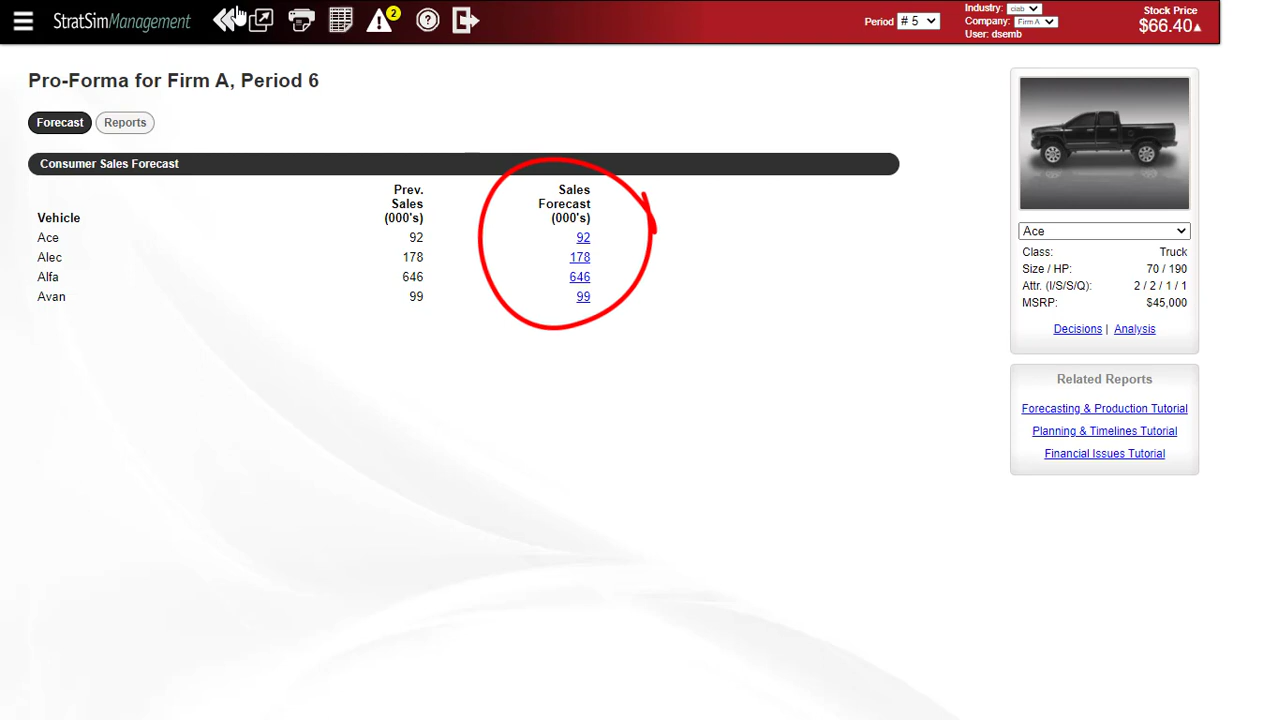 StratSimManagement
2
Period # 5
Industry: ciab
Company: Firm A
User: dsemb
Stock Price
$66.40▲
Pro-Forma for Firm A, Period 6
Forecast Reports
Consumer Sales Forecast
Vehicle Prev. Sales (000's) Sales Forecast (000's)
Ace 92 92
Alec 178 178
Alfa 646 646
Avan 99 99
Ace
Class: Truck
Size / HP: 70 / 190
Attr. (I/S/S/Q): 2 / 2 / 1 / 1
MSRP: $45,000
Decisions | Analysis
Related Reports
Forecasting & Production Tutorial
Planning & Timelines Tutorial
Financial Issues Tutorial